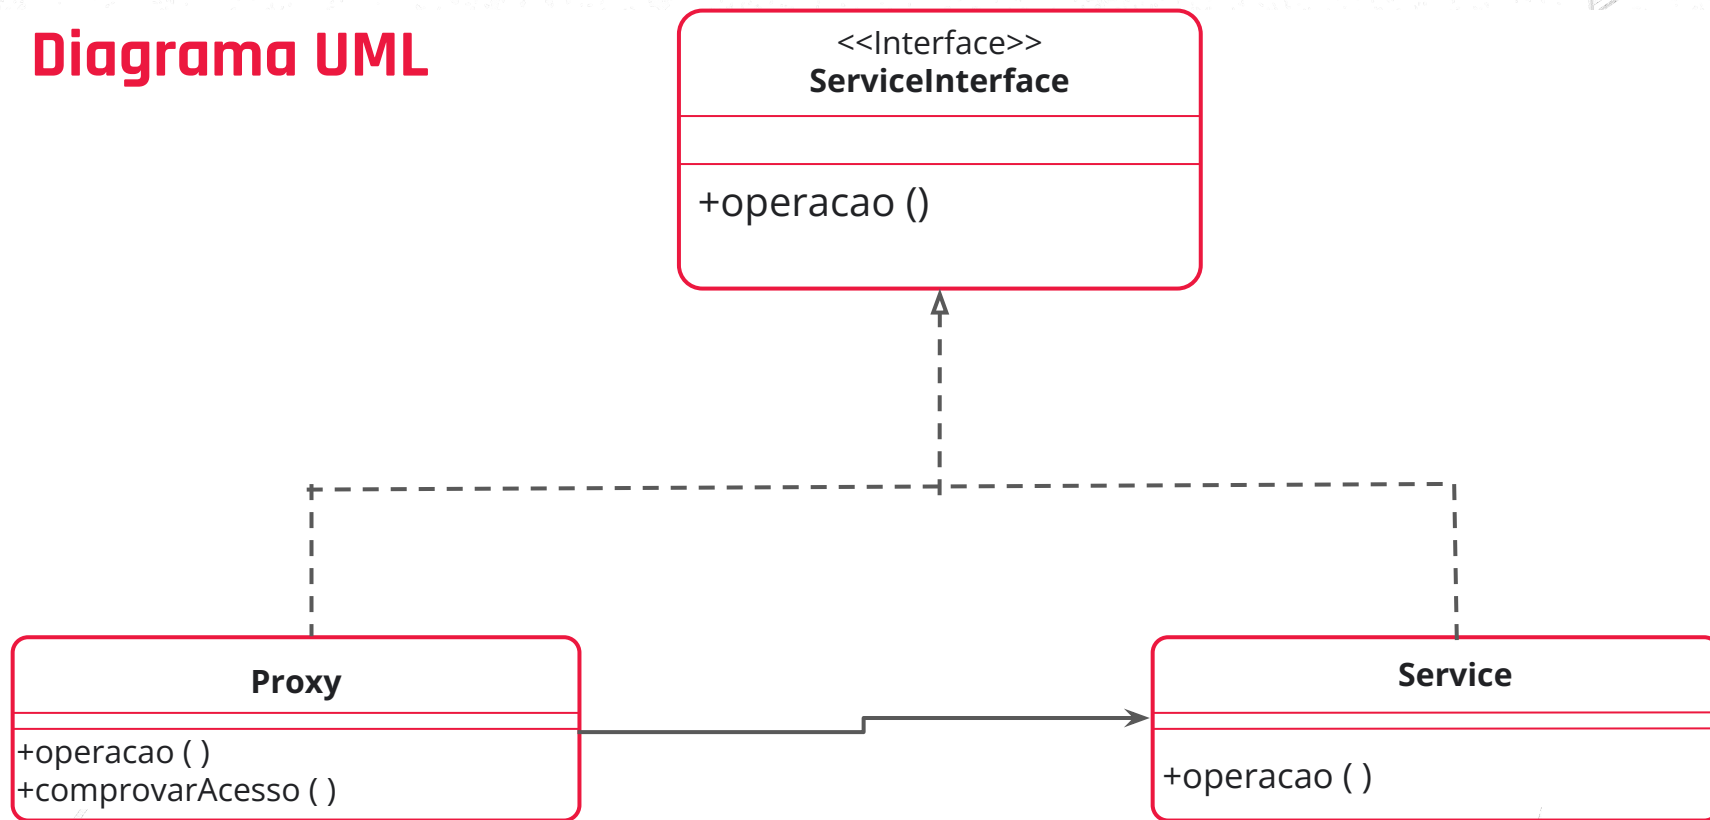 Diagrama UML
<<Interface>>
ServiceInterface
+operacao ()
Proxy
+operacao ( )
+comprovarAcesso ( )
Service
+operacao ( )